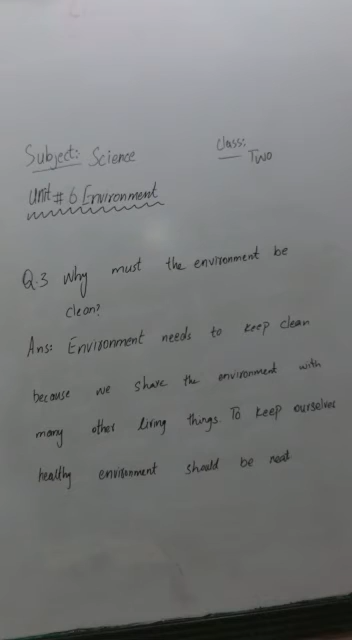 Subject: Science
Class: Two
Unit # 6 Environment
Q.3 Why must the environment be
clean?
Ans: Environment needs to keep clean
because we share the environment with
many other living things. To keep ourselves
healthy environment should be neat